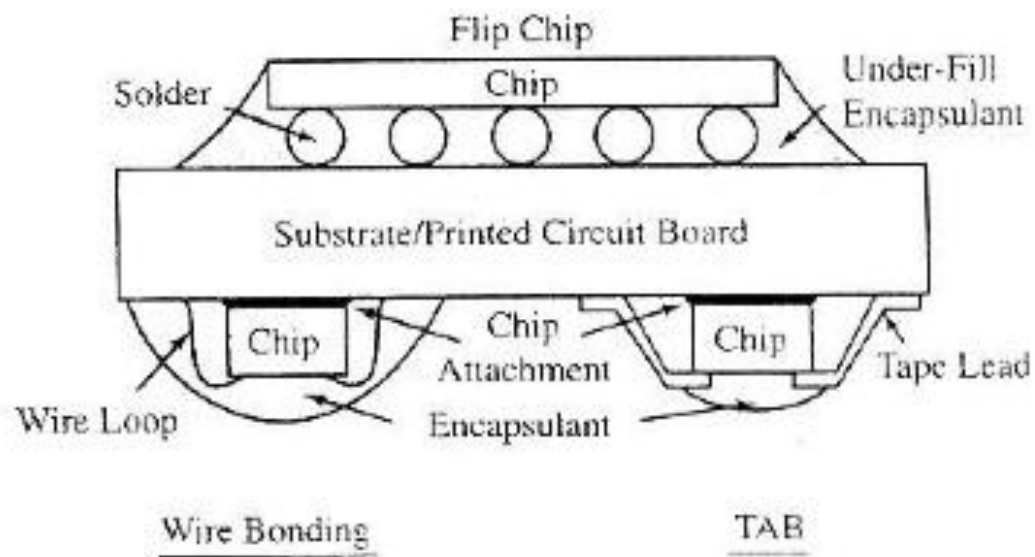 Flip Chip
Chip
Solder
Under-Fill
Encapsulant
Substrate/Printed Circuit Board
Chip
Chip
Attachment
Chip
Tape Lead
Wire Loop
Encapsulant
Wire Bonding
TAB